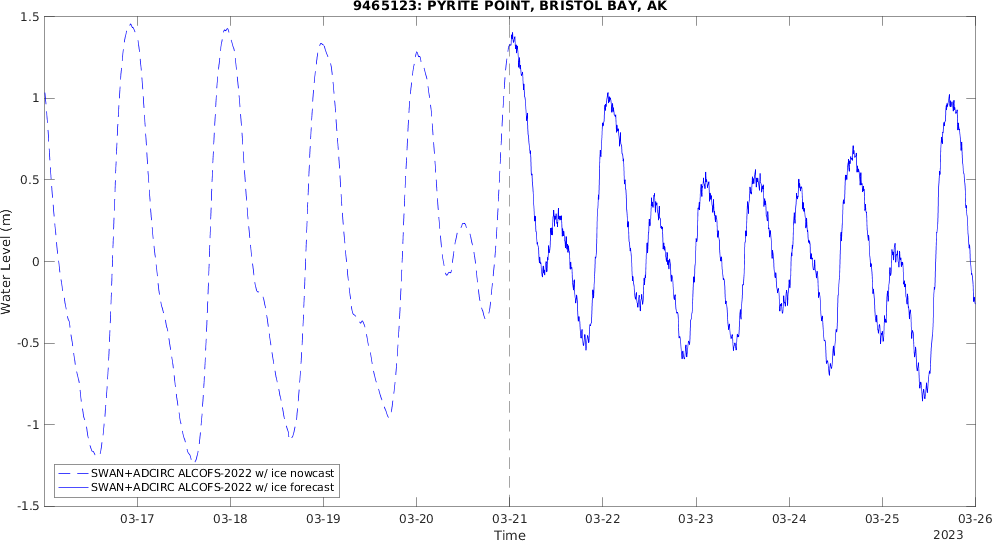 9465123: PYRITE POINT, BRISTOL BAY, AK
Water Level (m)
1.5
1
0.5
0
-0.5
-1
-1.5
SWAN+ADCIRC ALCOFS-2022 w/ ice nowcast
SWAN+ADCIRC ALCOFS-2022 w/ ice forecast
03-17 03-18 03-19 03-20 03-21 03-22 03-23 03-24 03-25 03-26
Time
2023